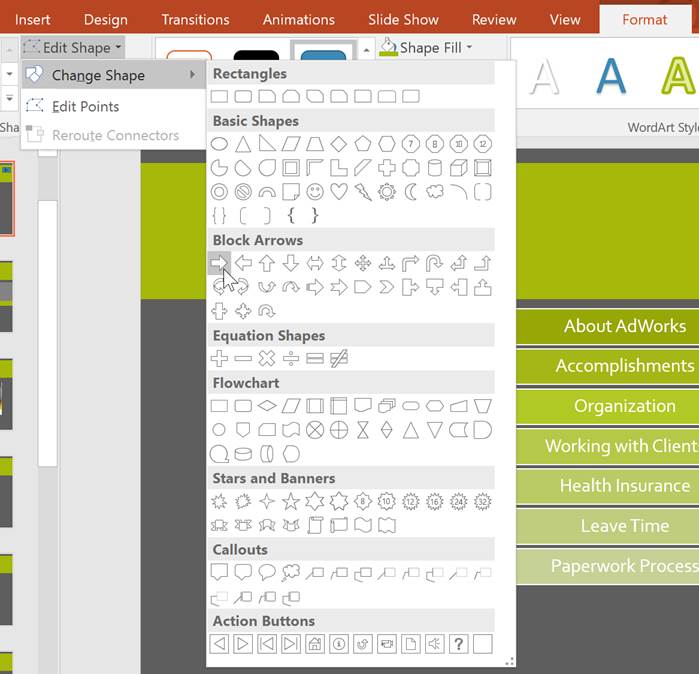 Insert Design Transitions Animations Slide Show Review View Format
Edit Shape Shape Fill
Change Shape
Edit Points
Reroute Connectors
Sha WordArt Style
A A A
Rectangles
Basic Shapes
7 8 10 12
Block Arrows
Equation Shapes
Flowchart
Stars and Banners
8 10 12 16 24 32
Callouts
Action Buttons
?
About AdWorks
Accomplishments
Organization
Working with Client
Health Insurance
Leave Time
Paperwork Process